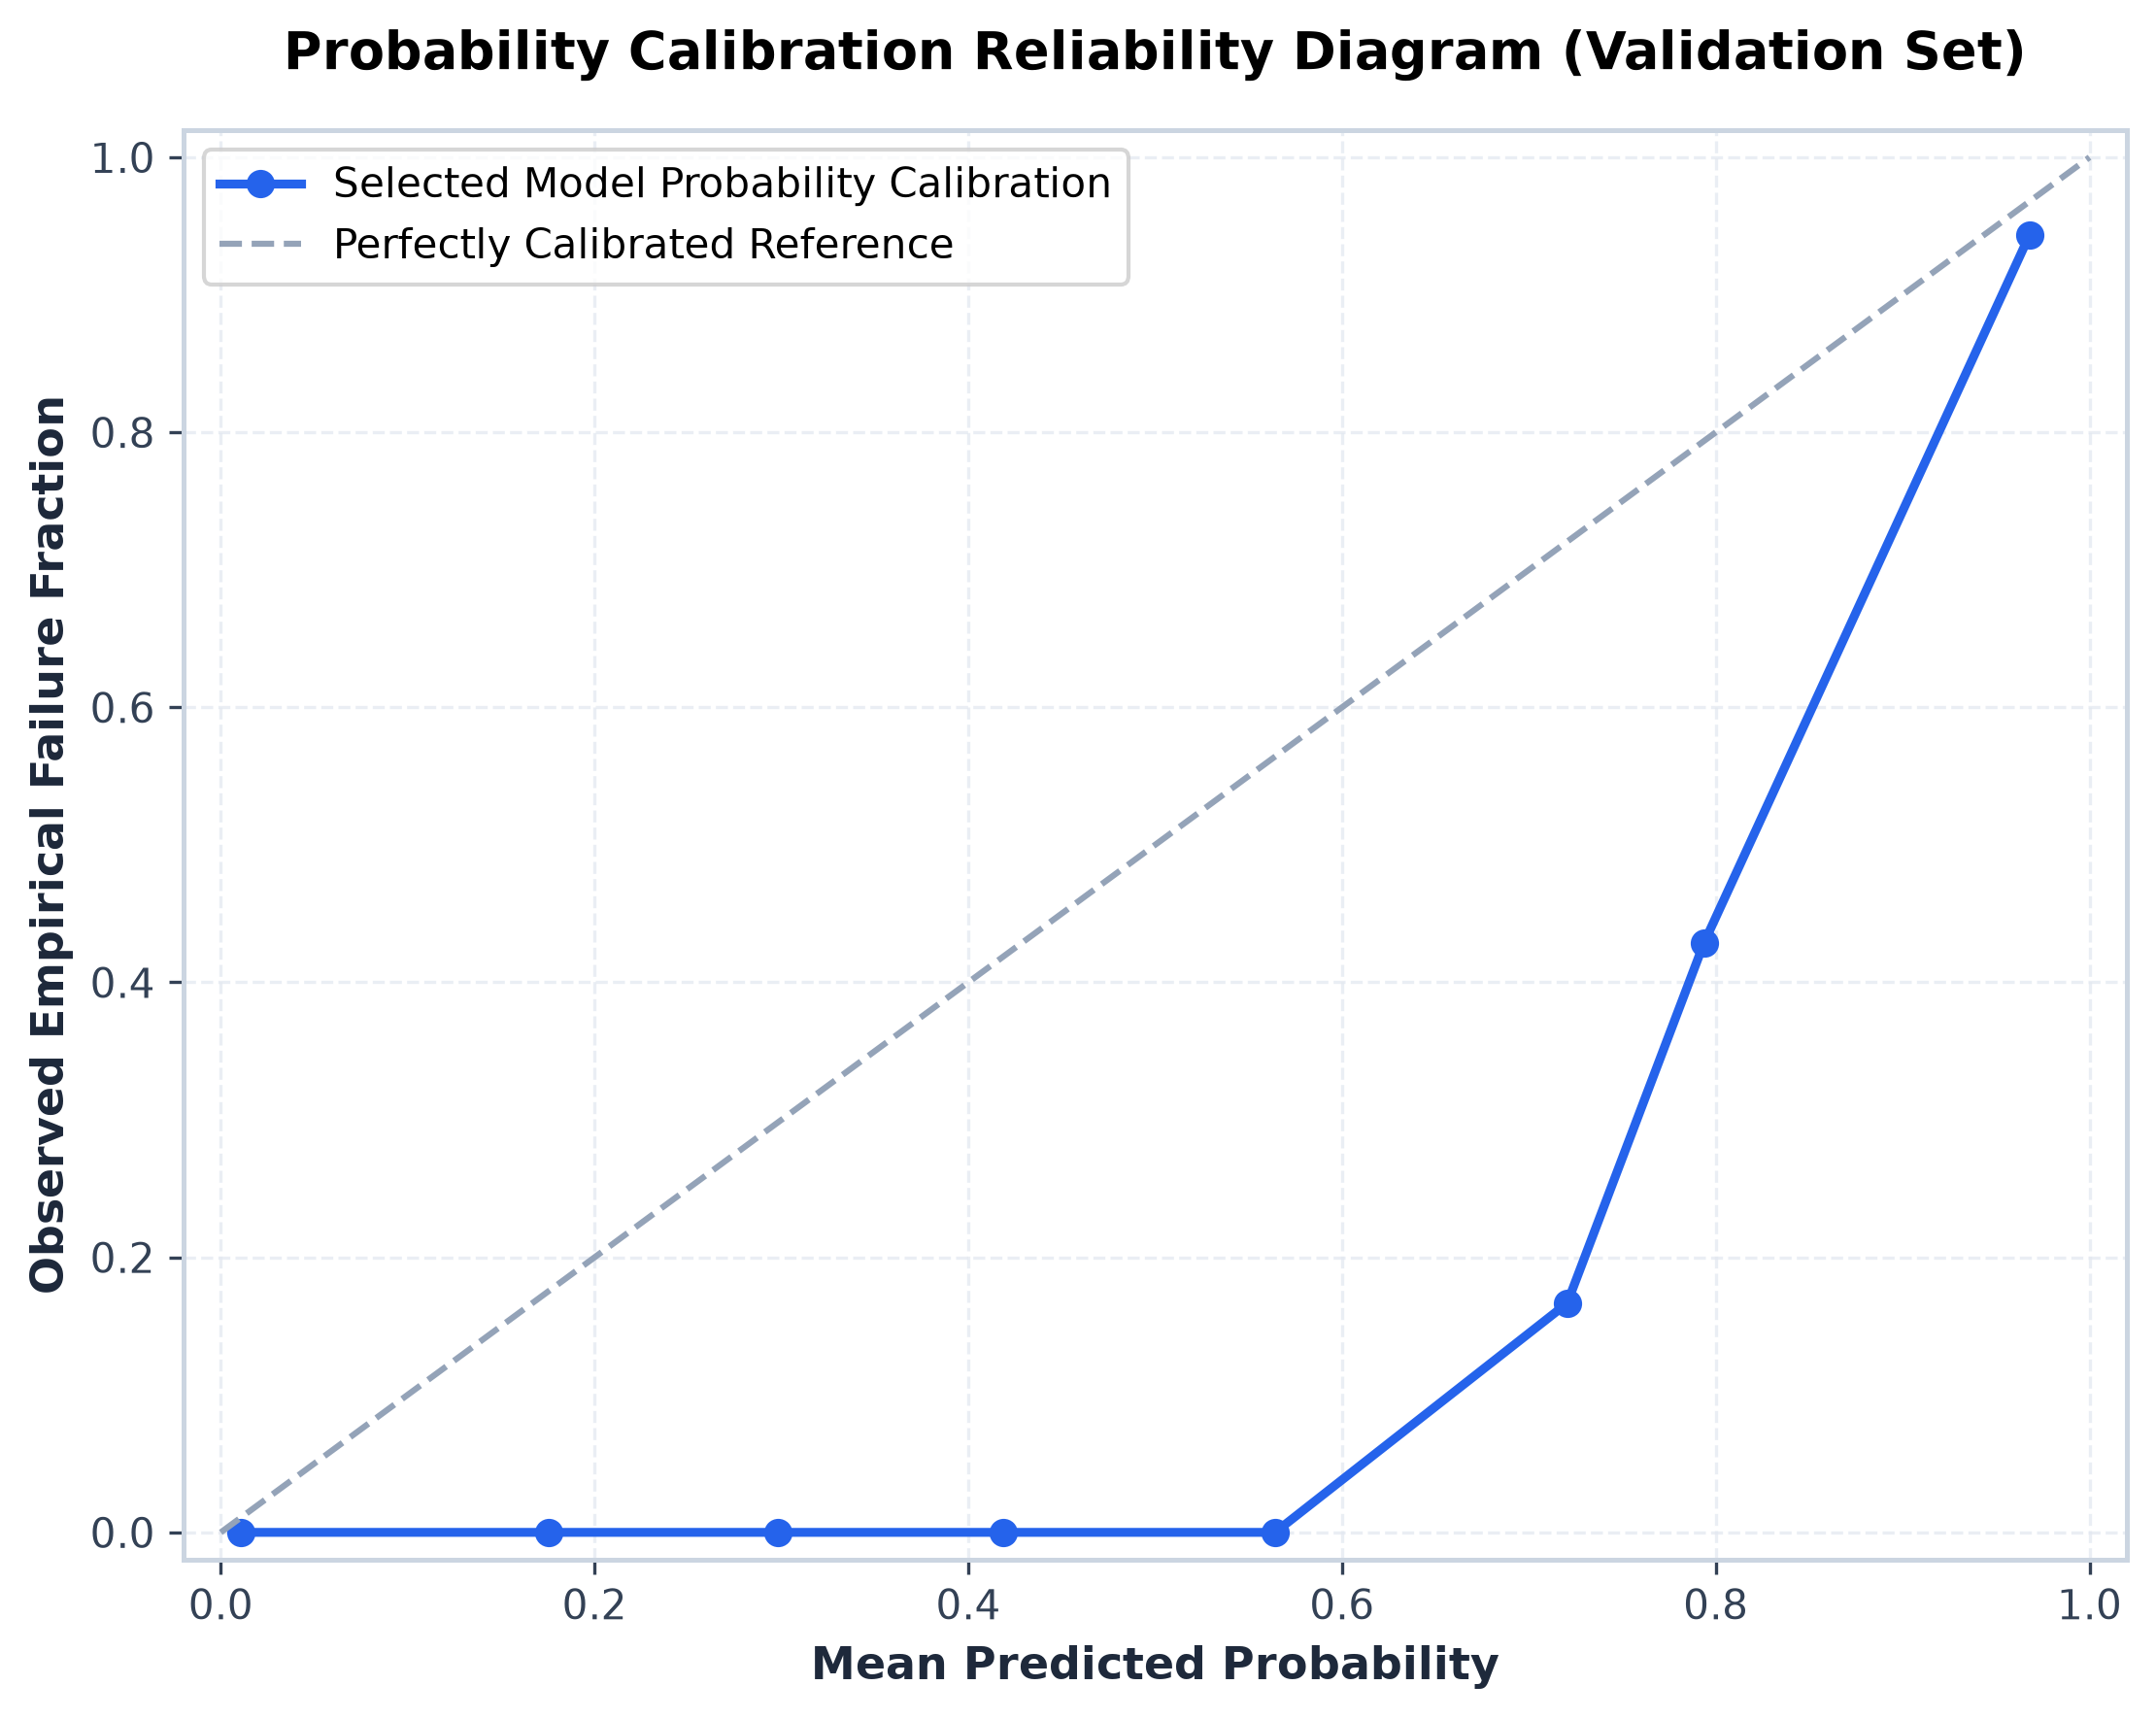 Probability Calibration Reliability Diagram (Validation Set)
Selected Model Probability Calibration
Perfectly Calibrated Reference
Observed Empirical Failure Fraction
1.0
0.8
0.6
0.4
0.2
0.0
0.0 0.2 0.4 0.6 0.8 1.0
Mean Predicted Probability